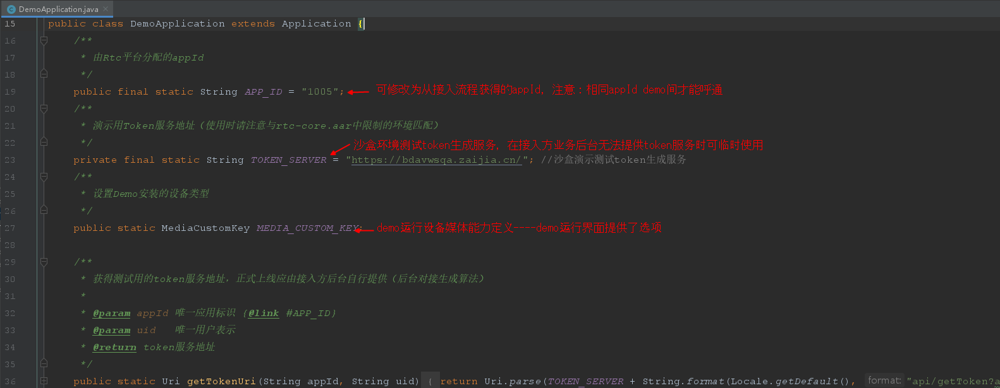 DemoApplication.java
15 public class DemoApplication extends Application {
16 /**
17 * 由Rtc平台分配的appId
18 */
19 public final static String APP_ID = "1005"; 可修改为从接入流程获得的appId, 注意：相同appId demo间才能呼通
20 /**
21 * 演示用Token服务地址（使用时请注意与rtc-core.aar中限制的环境匹配）
22 */
沙盒环境测试token生成服务, 在接入方业务后台无法提供token服务时可临时使用
23 private final static String TOKEN_SERVER = "https://bdavwsqa.zaijia.cn/"; //沙盒演示测试token生成服务
24 /**
25 * 设置Demo安装的设备类型
26 */
27 public static MediaCustomKey MEDIA_CUSTOM_KEY; demo运行设备媒体能力定义----demo运行界面提供了选项
28
29 /**
30 * 获得测试用的token服务地址，正式上线应由接入方后台自行提供（后台对接生成算法）
31 *
32 * @param appId 唯一应用标识 {@link #APP_ID}
33 * @param uid 唯一用户表示
34 * @return token服务地址
35 */
36 public static Uri getTokenUri(String appId, String uid) { return Uri.parse(TOKEN_SERVER + String.format(Locale.getDefault(), format: "api/getToken?a